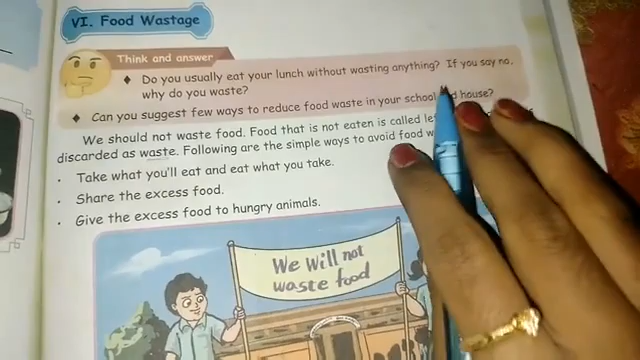 VI. Food Wastage
Think and answer
♦ Do you usually eat your lunch without wasting anything? If you say no,
why do you waste?
♦ Can you suggest few ways to reduce food waste in your school house?
We should not waste food. Food that is not eaten is called
discarded as waste. Following are the simple ways to avoid food
• Take what you'll eat and eat what you take.
• Share the excess food.
• Give the excess food to hungry animals.
We Will not
waste food